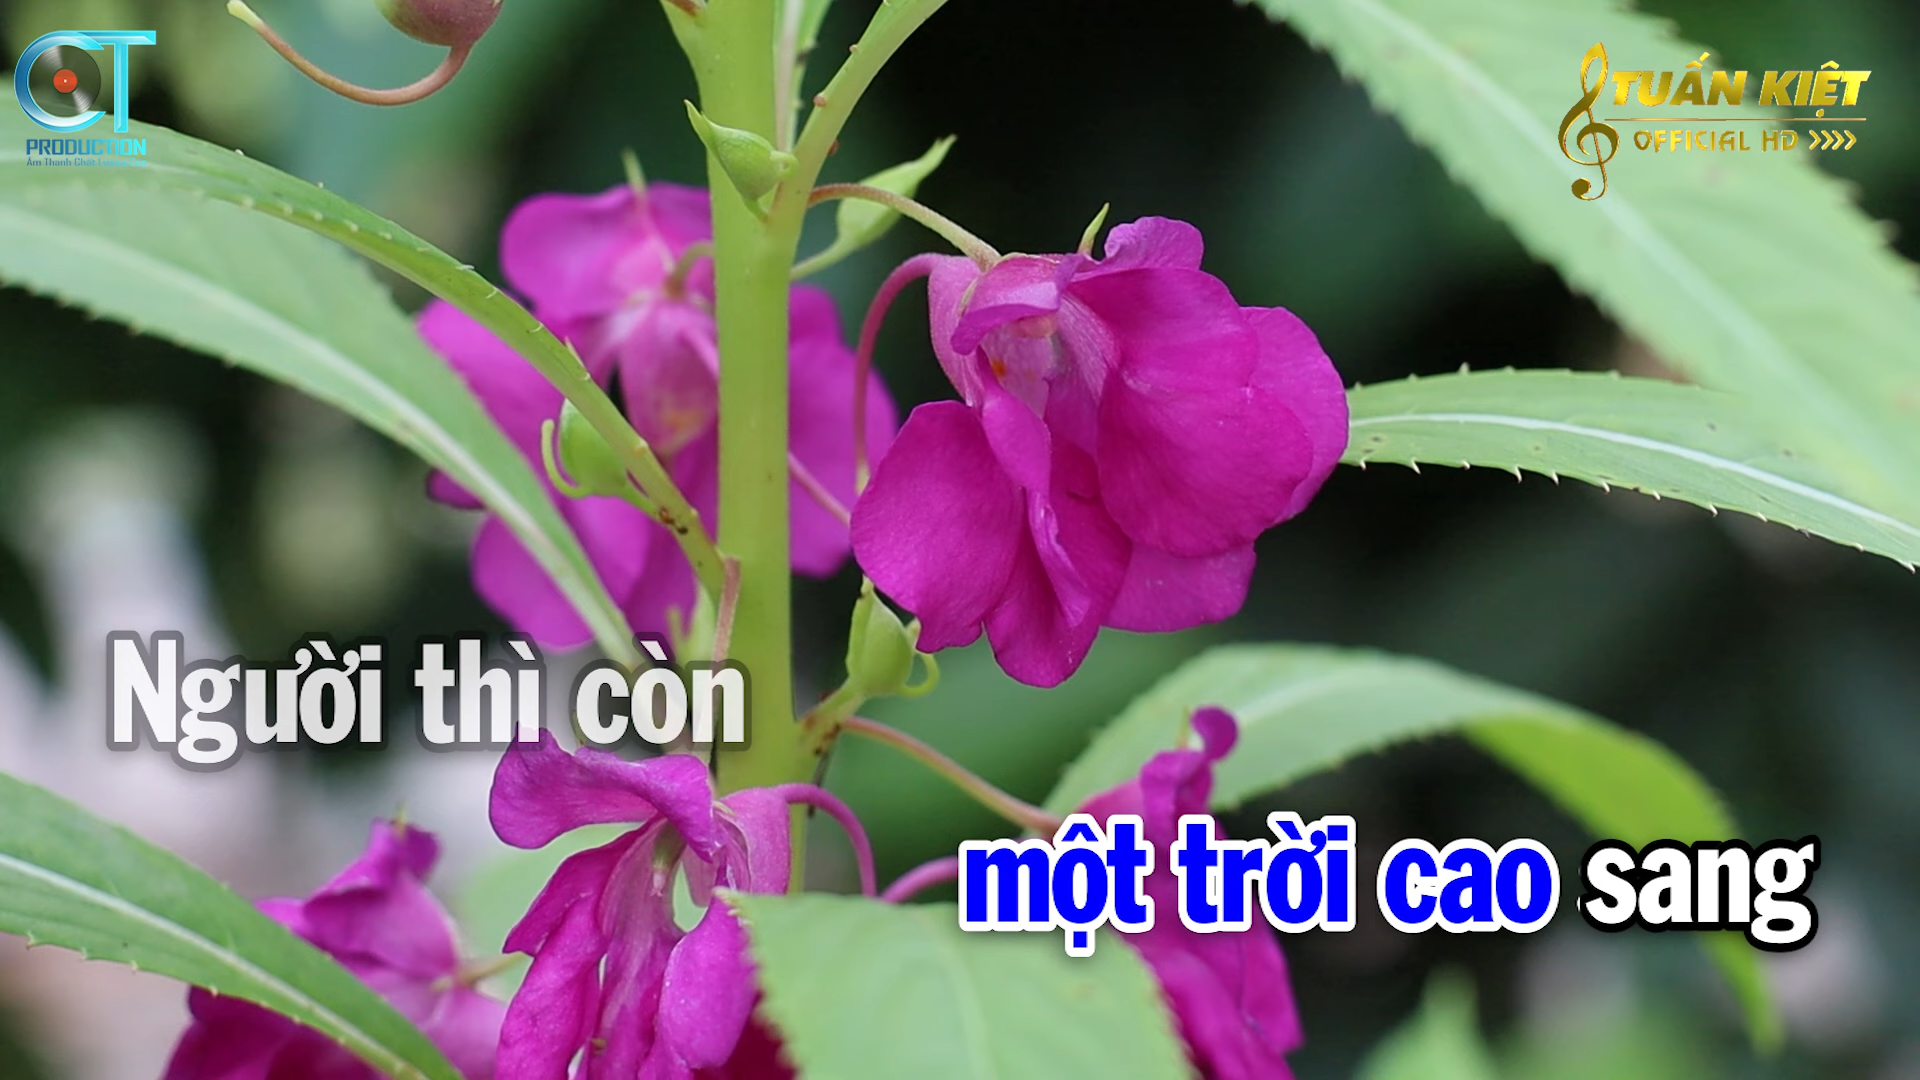 CT
PRODUCTION
TUẤN KIỆT
OFFICIAL HD
Người thì còn
một trời cao sang